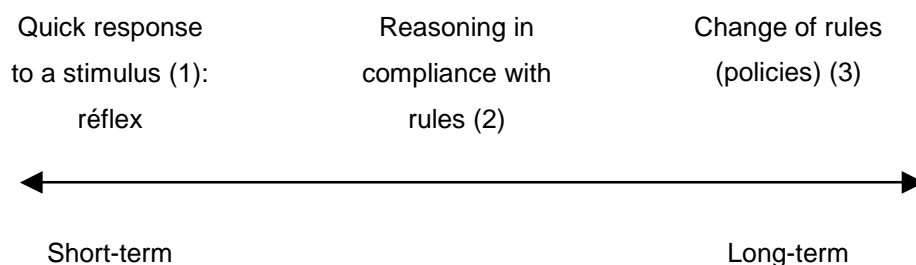 Quick response
to a stimulus (1):
réflex
Reasoning in
compliance with
rules (2)
Change of rules
(policies) (3)
Short-term
Long-term